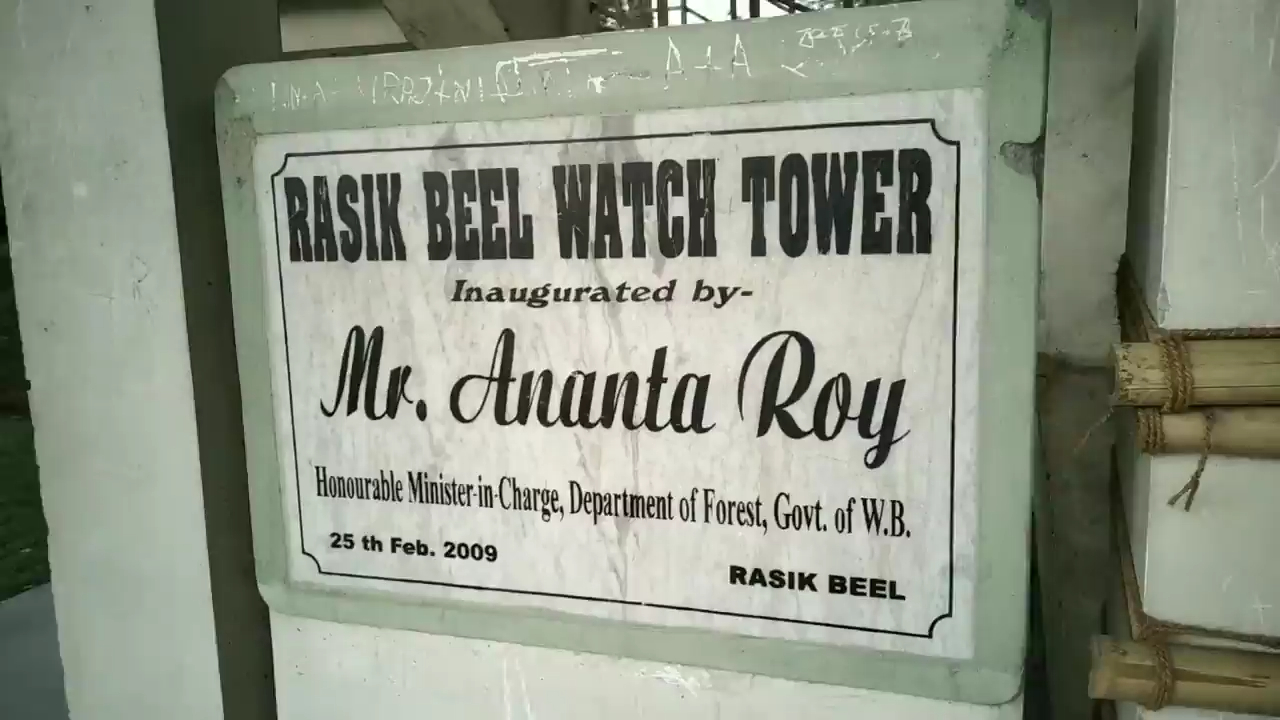 A+A
RASIK BEEL WATCH TOWER
Inaugurated by-
Mr. Ananta Roy
Honourable Minister-in-Charge, Department of Forest, Govt. of W.B.
25 th Feb. 2009
RASIK BEEL